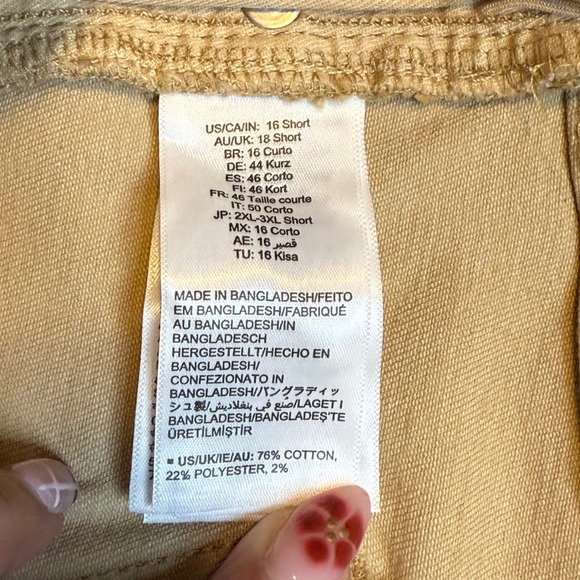 US/CA/IN: 16 Short
AU/UK: 18 Short
BR: 16 Curto
DE: 44 Kurz
ES: 46 Corto
FI: 46 Kort
FR: 46 Taille courte
IT: 50 Corto
JP: 2XL-3XL Short
MX: 16 Corto
AE: 16 قصير
TU: 16 Kisa
MADE IN BANGLADESH/FEITO
EM BANGLADESH/FABRIQUÉ
AU BANGLADESH/IN
BANGLADESCH
HERGESTELLT/HECHO EN
BANGLADESH/
CONFEZIONATO IN
BANGLADESH/バングラディッ
シュ製/صنع في بنغلاديش/LAGET I
BANGLADESH/BANGLADEŞ'TE
ÜRETİLMİŞTİR
= US/UK/IE/AU: 76% COTTON,
22% POLYESTER, 2%